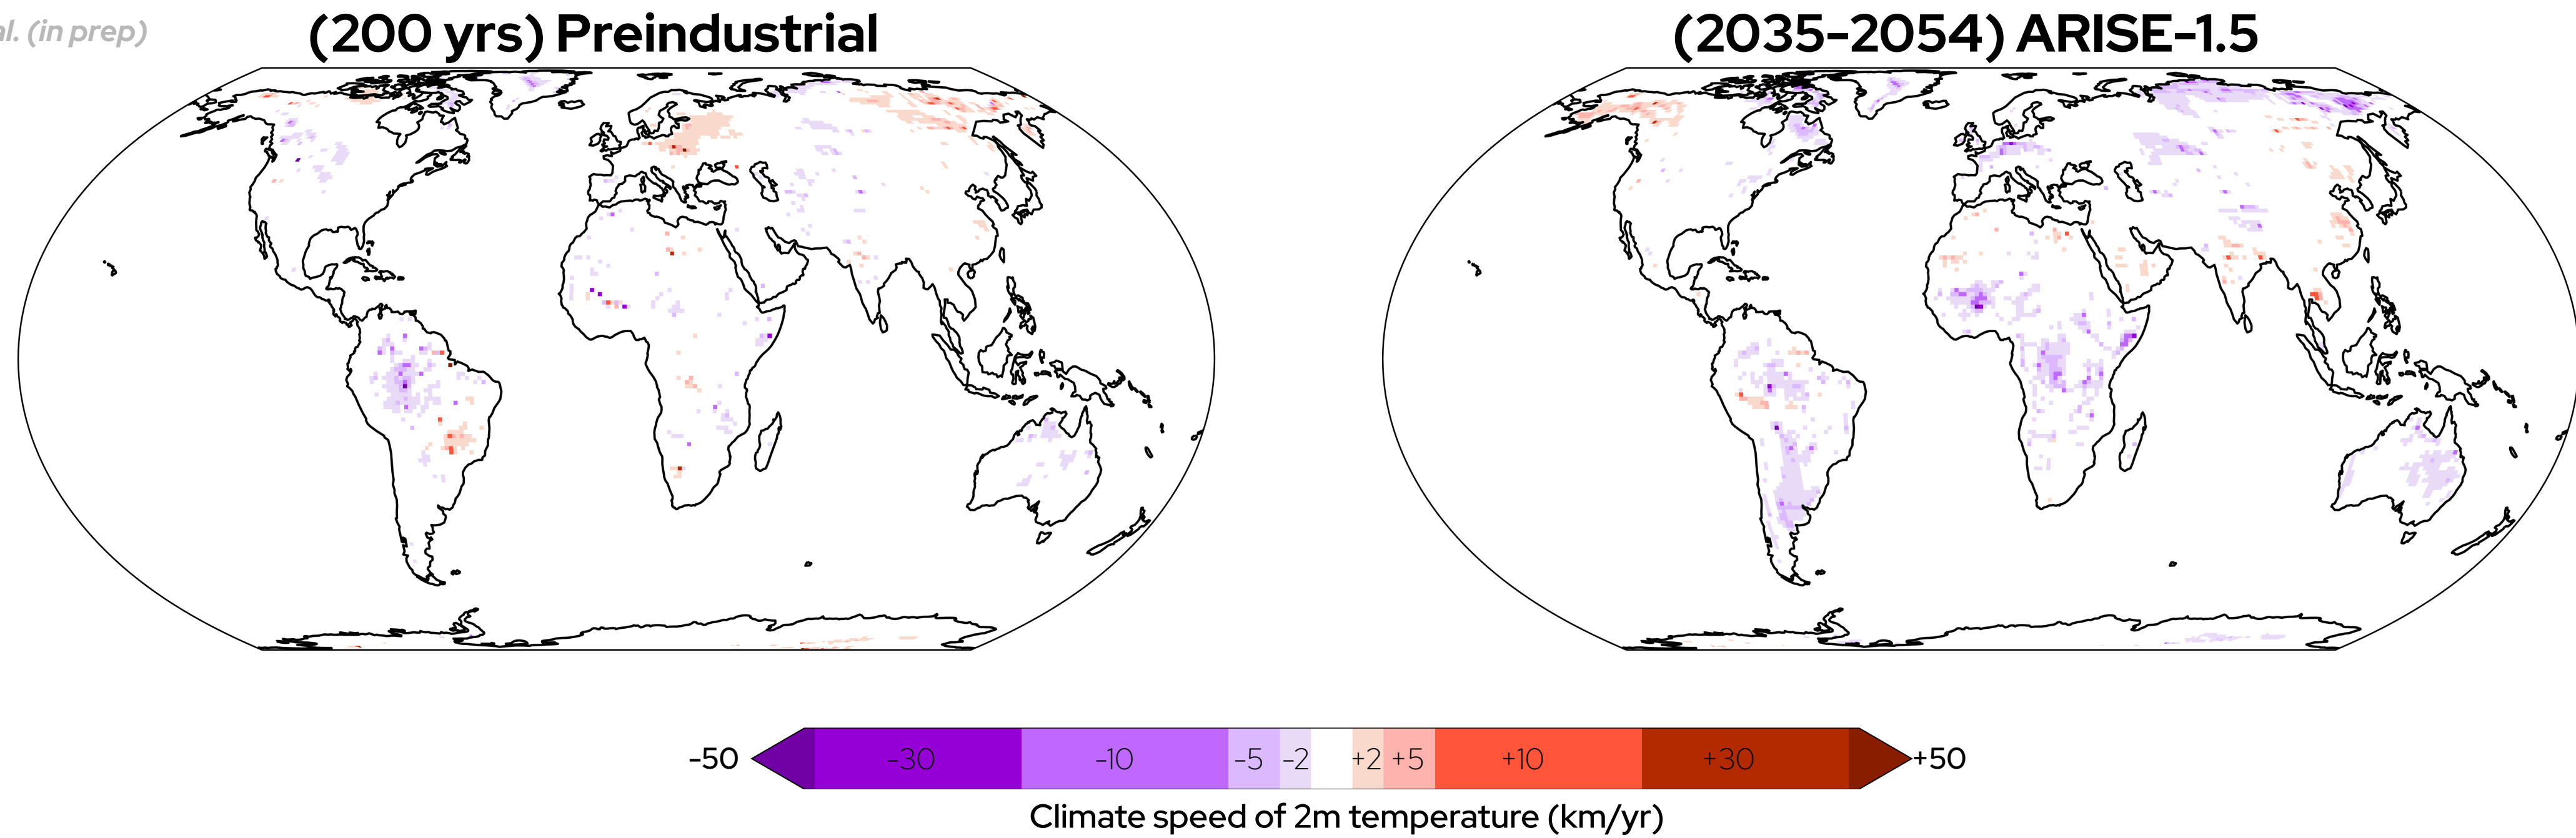 al. (in prep)
(200 yrs) Preindustrial
(2035-2054) ARISE-1.5
-50 -30 -10 -5 -2 +2 +5 +10 +30 +50
Climate speed of 2m temperature (km/yr)